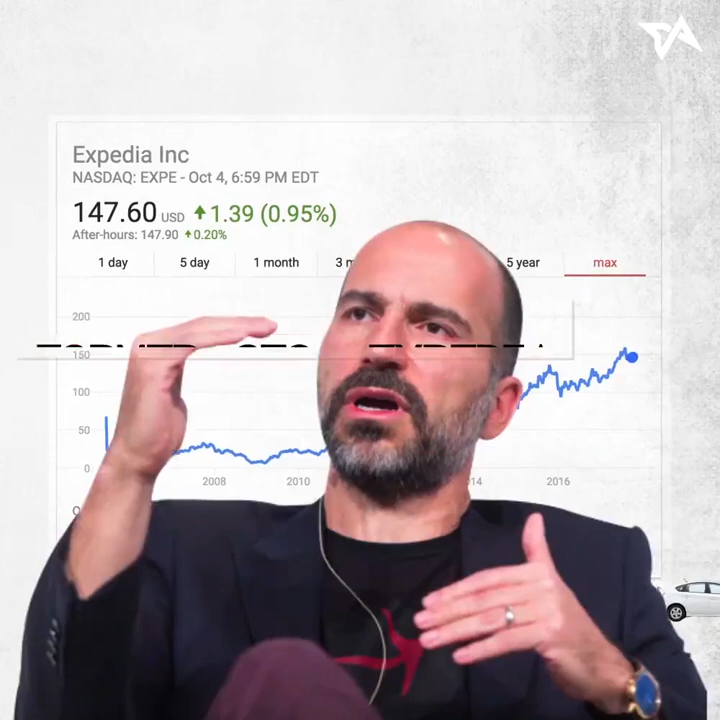 Expedia Inc
NASDAQ: EXPE - Oct 4, 6:59 PM EDT
147.60 USD ↑1.39 (0.95%)
After-hours: 147.90 ↑0.20%
1 day 5 day 1 month 5 year max
200
150
100
50
0
2008 2010 2016